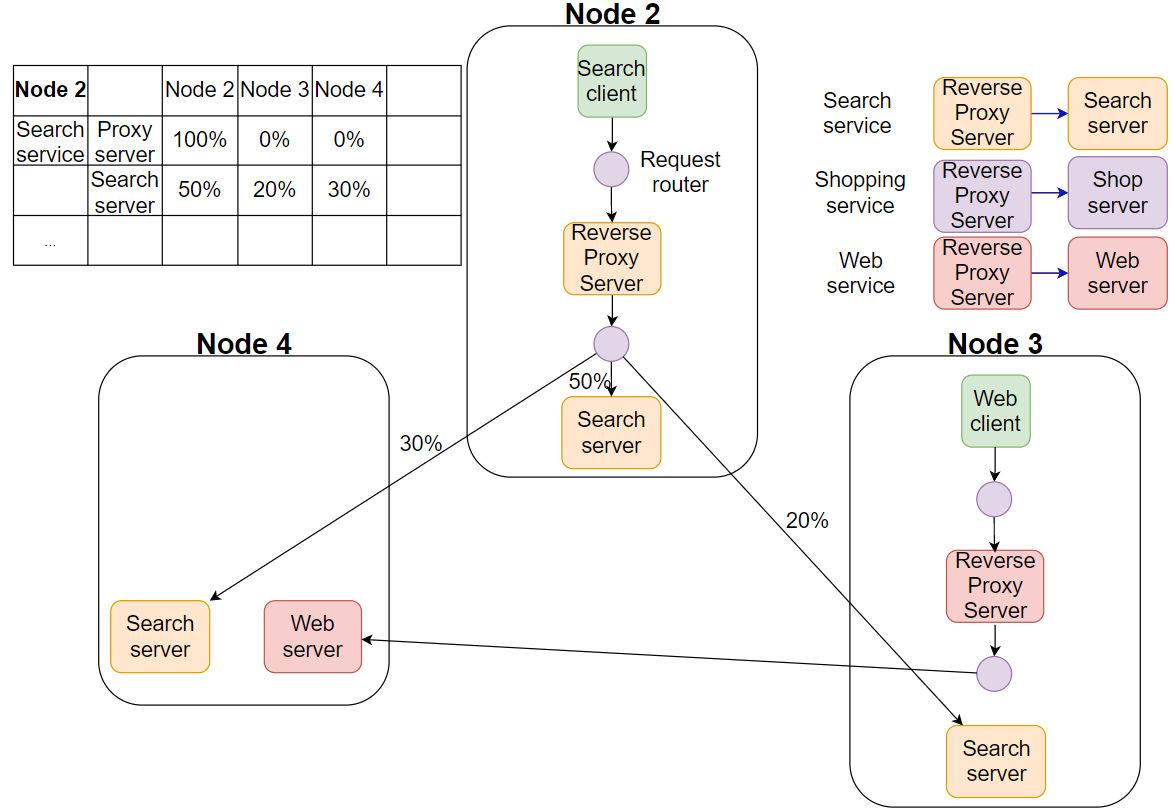 Node 2
Node 2 Node 2 Node 3 Node 4
Search
service
Proxy
server
100% 0% 0%
Search
server
50% 20% 30%
...
Search
client
Request
router
Reverse
Proxy
Server
50%
Search
server
30%
20%
Search
service
Reverse
Proxy
Server
Search
server
Shopping
service
Reverse
Proxy
Server
Shop
server
Web
service
Reverse
Proxy
Server
Web
server
Node 4
Search
server
Web
server
Node 3
Web
client
Reverse
Proxy
Server
Search
server